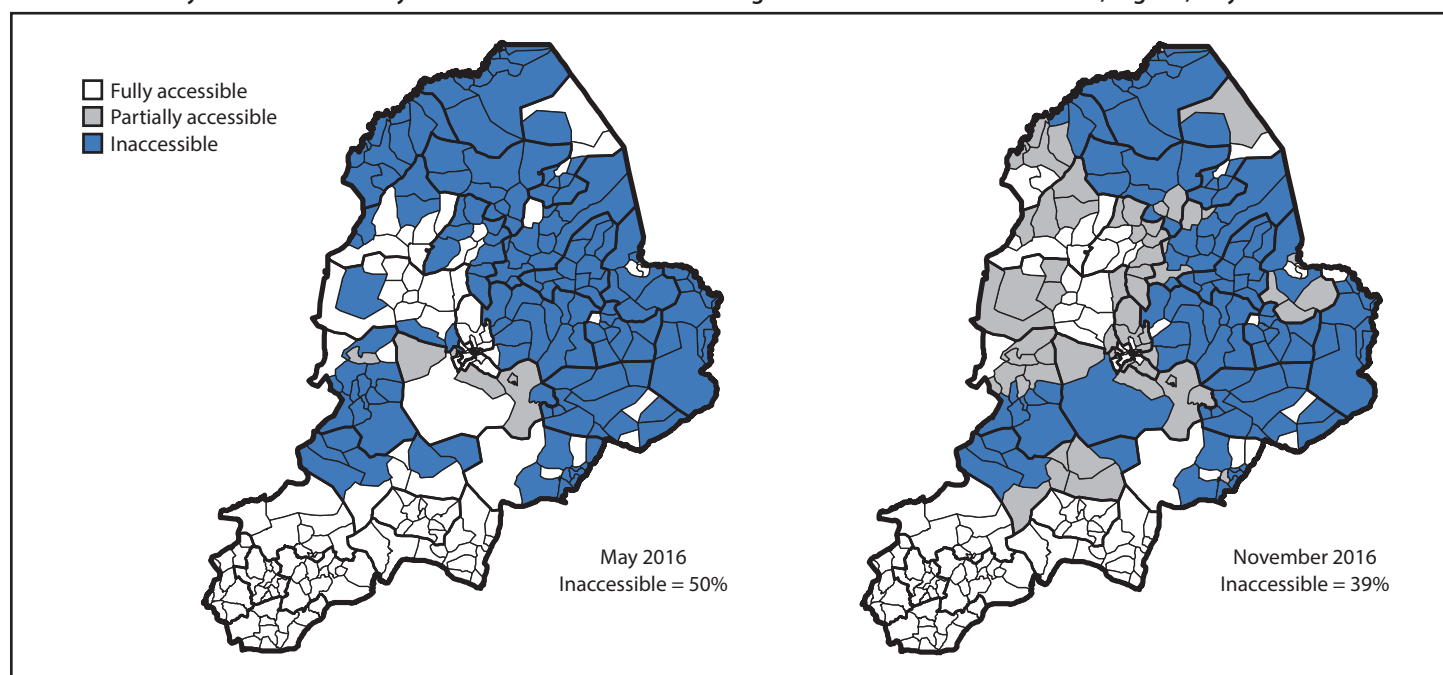 Fully accessible
Partially accessible
Inaccessible
May 2016
Inaccessible = 50%
November 2016
Inaccessible = 39%